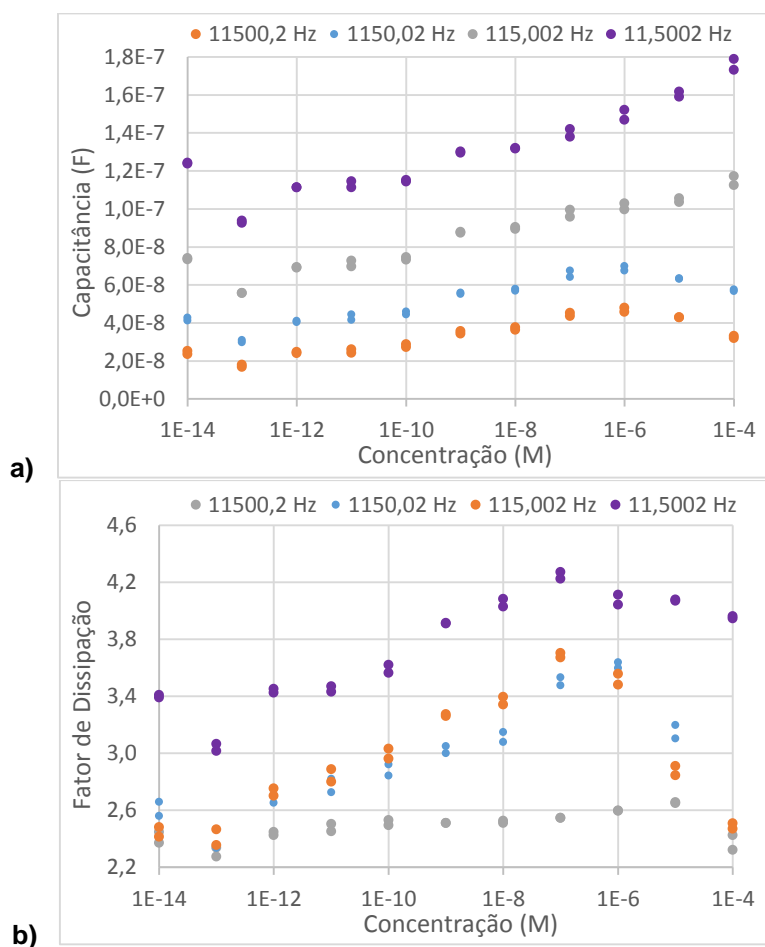 11500,2 Hz 1150,02 Hz 115,002 Hz 11,5002 Hz
1,8E-7
1,6E-7
1,4E-7
1,2E-7
1,0E-7
8,0E-8
6,0E-8
4,0E-8
2,0E-8
0,0E+0
Capacitância (F)
1E-14 1E-12 1E-10 1E-8 1E-6 1E-4
Concentração (M)
a)
11500,2 Hz 1150,02 Hz 115,002 Hz 11,5002 Hz
4,6
4,2
3,8
3,4
3,0
2,6
2,2
Fator de Dissipação
1E-14 1E-12 1E-10 1E-8 1E-6 1E-4
Concentração (M)
b)